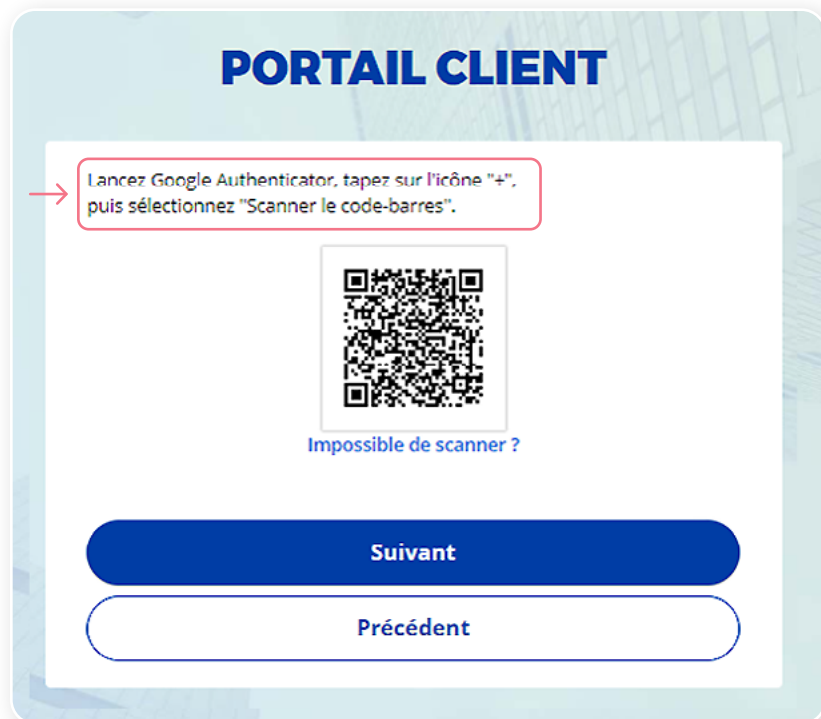 PORTAIL CLIENT
Lancez Google Authenticator, tapez sur l'icône "+",
puis sélectionnez "Scanner le code-barres".
Impossible de scanner ?
Suivant
Précédent